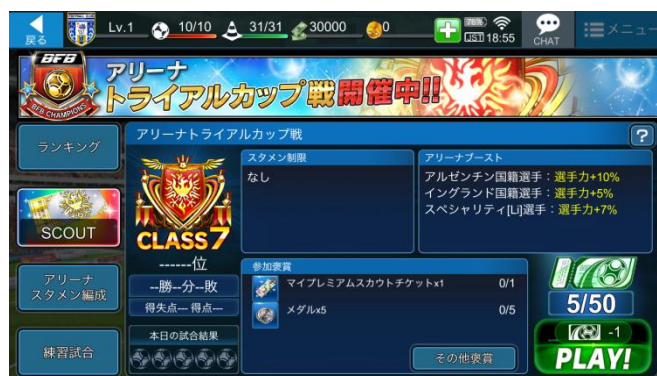 戻る
Lv.1
10/10
31/31
30000
0
76%
JST 18:55
CHAT
メニュー
BFB
BFB CHAMPIONS
アリーナ
トライアルカップ戦開催中!!
ランキング
SCOUT
アリーナ
スタメン編成
練習試合
アリーナトライアルカップ戦
?
CLASS7
------位
--勝--分--敗
得失点--- 得点---
本日の試合結果
スタメン制限
なし
アリーナブースト
アルゼンチン国籍選手:選手力+10%
イングランド国籍選手:選手力+5%
スペシャリティ[Li]選手:選手力+7%
参加褒賞
マイプレミアムスカウトチケットx1 0/1
メダルx5 0/5
その他褒賞
5/50
-1
PLAY!